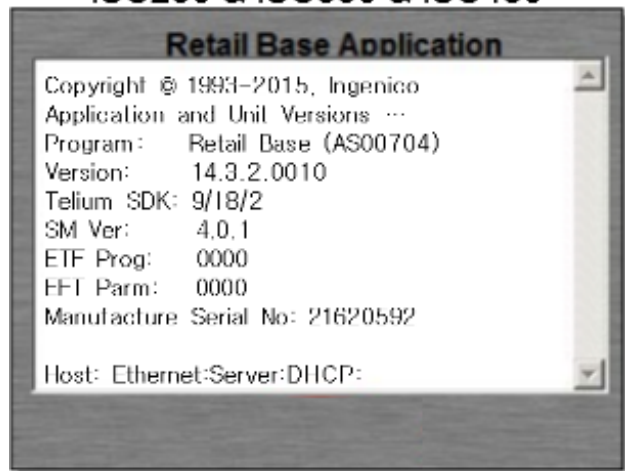 Retail Base Application
Copyright © 1993-2015, Ingenico
Application and Unit Versions ...
Program: Retail Base (AS00704)
Version: 14.3.2.0010
Telium SDK: 9/18/2
SM Ver: 4.0.1
ETF Prog: 0000
EFT Parm: 0000
Manufacture Serial No: 21620592
Host: Ethernet:Server:DHCP: